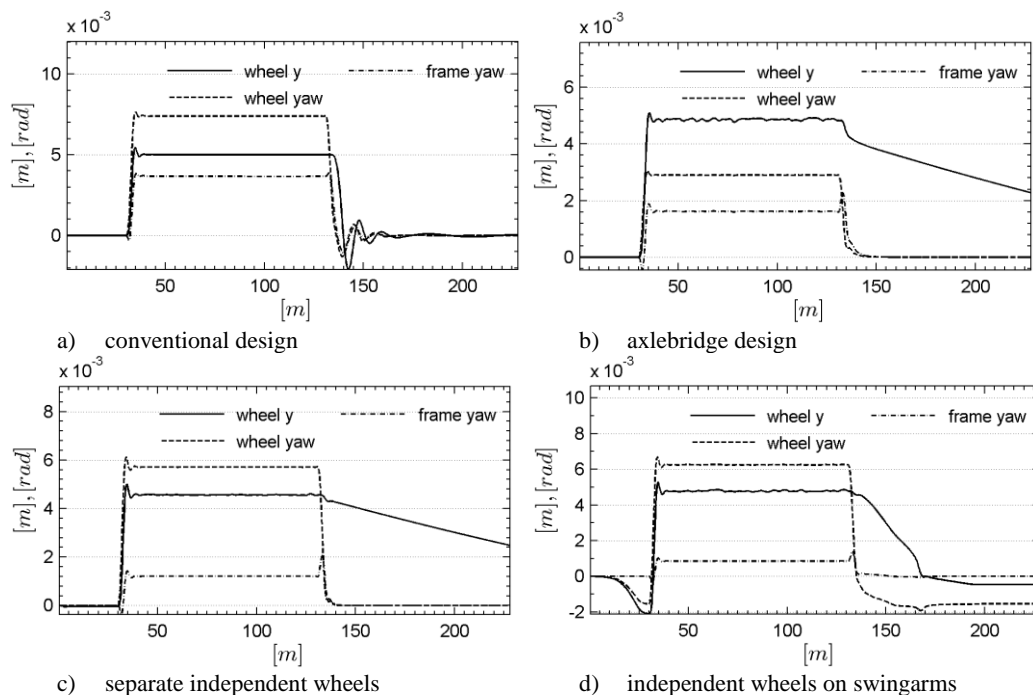 x 10⁻³
10
5
0
wheel y
frame yaw
wheel yaw
[m], [rad]
50
100
150
200
[m]
a) conventional design
x 10⁻³
6
4
2
0
wheel y
frame yaw
wheel yaw
[m], [rad]
50
100
150
200
[m]
b) axlebridge design
x 10⁻³
8
6
4
2
0
wheel y
frame yaw
wheel yaw
[m], [rad]
50
100
150
200
[m]
c) separate independent wheels
x 10⁻³
10
8
6
4
2
0
-2
wheel y
frame yaw
wheel yaw
[m], [rad]
50
100
150
200
[m]
d) independent wheels on swingarms